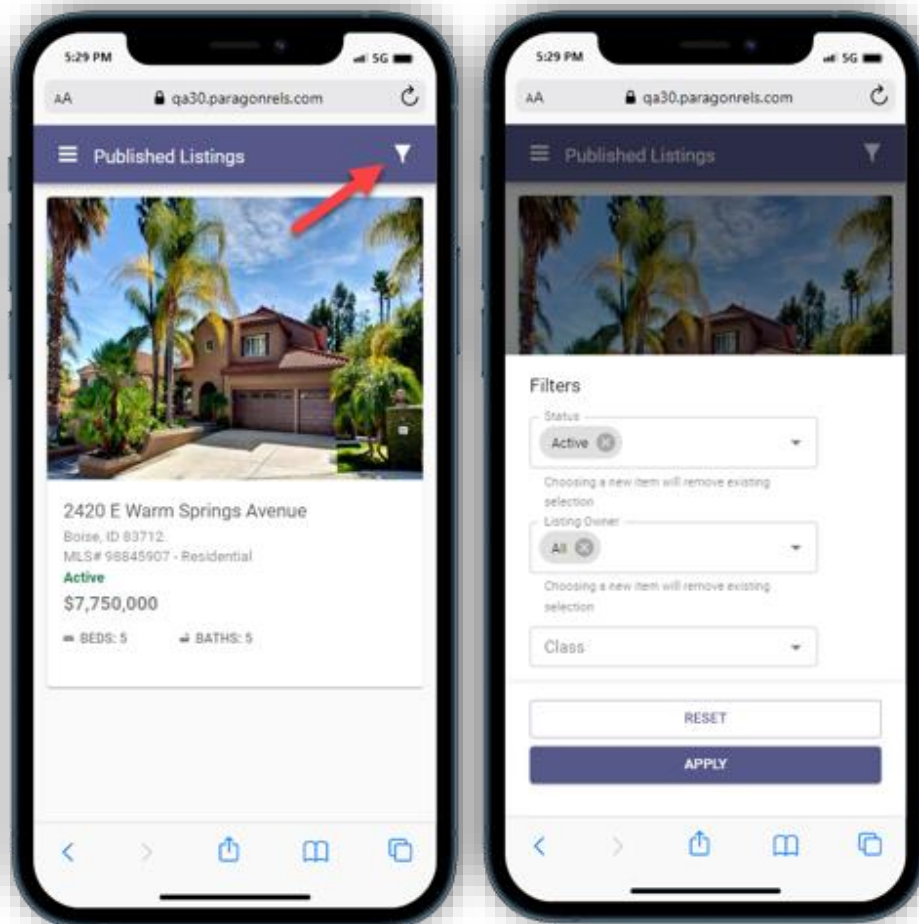 5:29 PM
5G
AA
qa30.paragonrels.com
Published Listings
2420 E Warm Springs Avenue
Boise, ID 83712
MLS# 98845907 - Residential
Active
$7,750,000
BEDS: 5 BATHS: 5
5:29 PM
5G
AA
qa30.paragonrels.com
Published Listings
Filters
Status
Active
Choosing a new item will remove existing
selection
Listing Owner
All
Choosing a new item will remove existing
selection
Class
RESET
APPLY